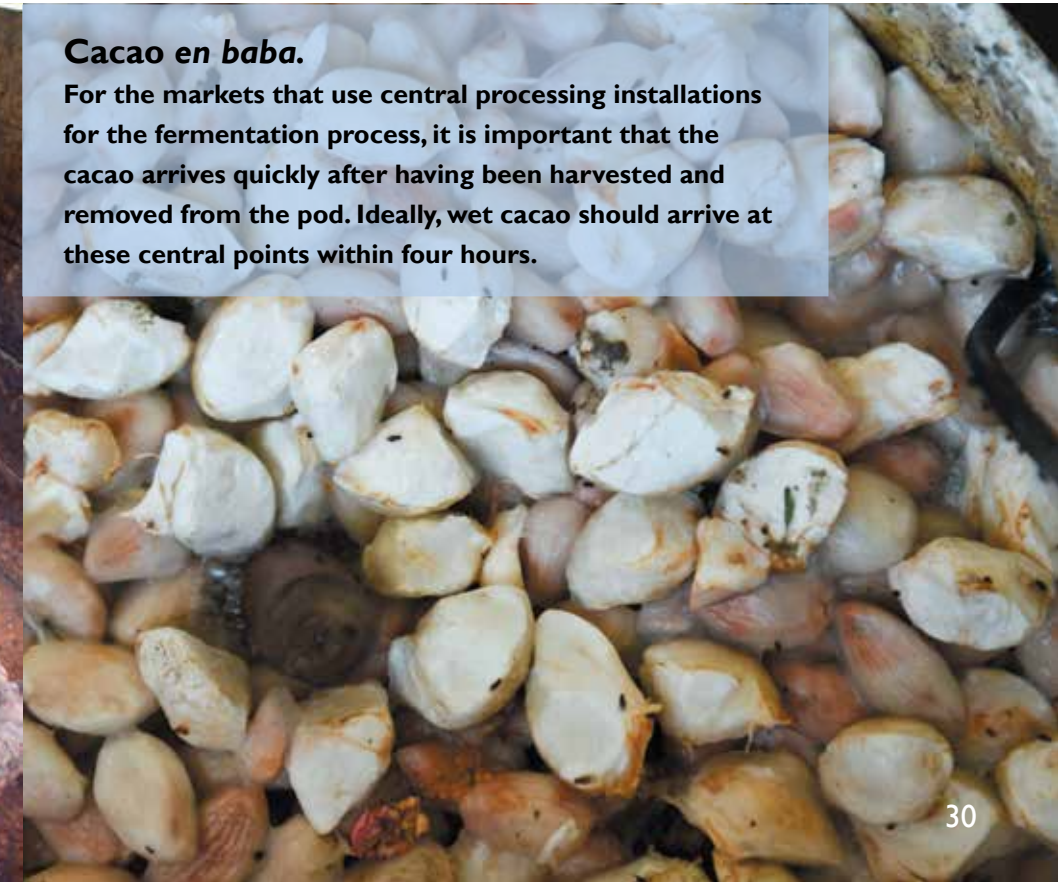 Cacao en baba.
For the markets that use central processing installations
for the fermentation process, it is important that the
cacao arrives quickly after having been harvested and
removed from the pod. Ideally, wet cacao should arrive at
these central points within four hours.
30